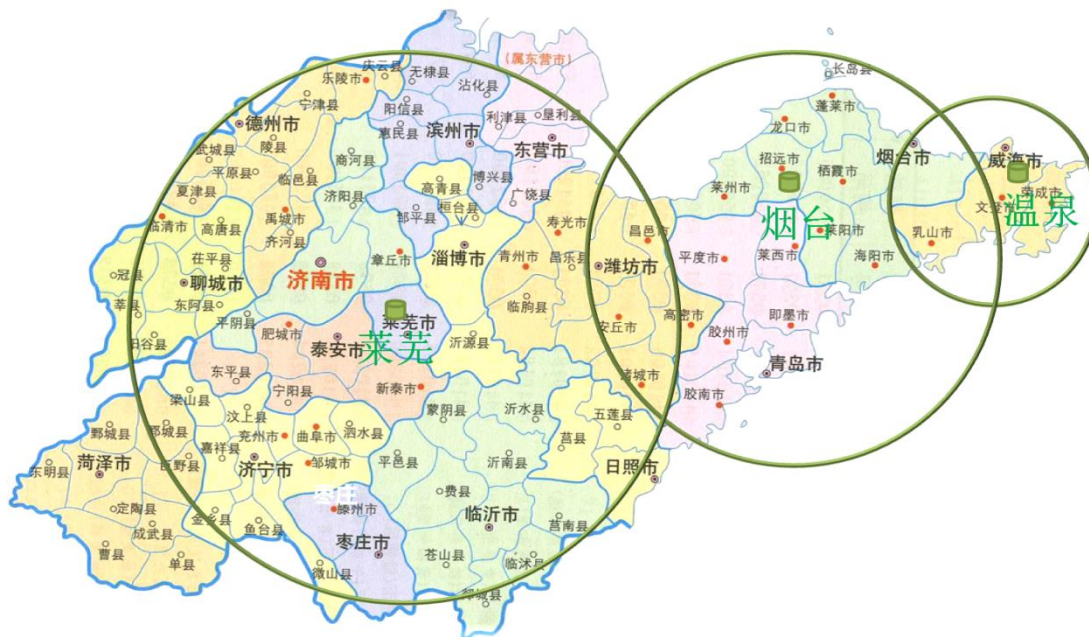 庆云县
无棣县
(属东营市)
乐陵市
沾化县
长岛县
宁津县
阳信县
蓬莱市
德州市
惠民县
滨州市
利津县
垦利县
龙口市
陵县
东营市
武城县
商河县
招远市
烟台市
威海市
平原县
临邑县
栖霞市
夏津县
济阳县
高青县
博兴县
广饶县
莱州市
荣成市
文登市
温泉
临清市
禹城市
邹平县
桓台县
寿光市
烟台
高唐县
齐河县
昌邑市
莱阳市
乳山市
章丘市
淄博市
青州市
昌乐县
潍坊市
平度市
莱西市
海阳市
茌平县
冠县
聊城市
济南市
莘县
东阿县
临朐县
平阴县
莱芜市
安丘市
高密市
即墨市
阳谷县
肥城市
泰安市
莱芜
沂源县
胶州市
青岛市
东平县
宁阳县
新泰市
诸城市
胶南市
梁山县
汶上县
蒙阴县
沂水县
五莲县
鄄城县
郓城县
嘉祥县
兖州市
曲阜市
泗水县
莒县
东明县
菏泽市
巨野县
济宁市
邹城市
平邑县
沂南县
日照市
枣庄
费县
定陶县
金乡县
鱼台县
滕州市
临沂市
莒南县
成武县
曹县
单县
枣庄市
苍山县
临沭县
微山县
郯城县